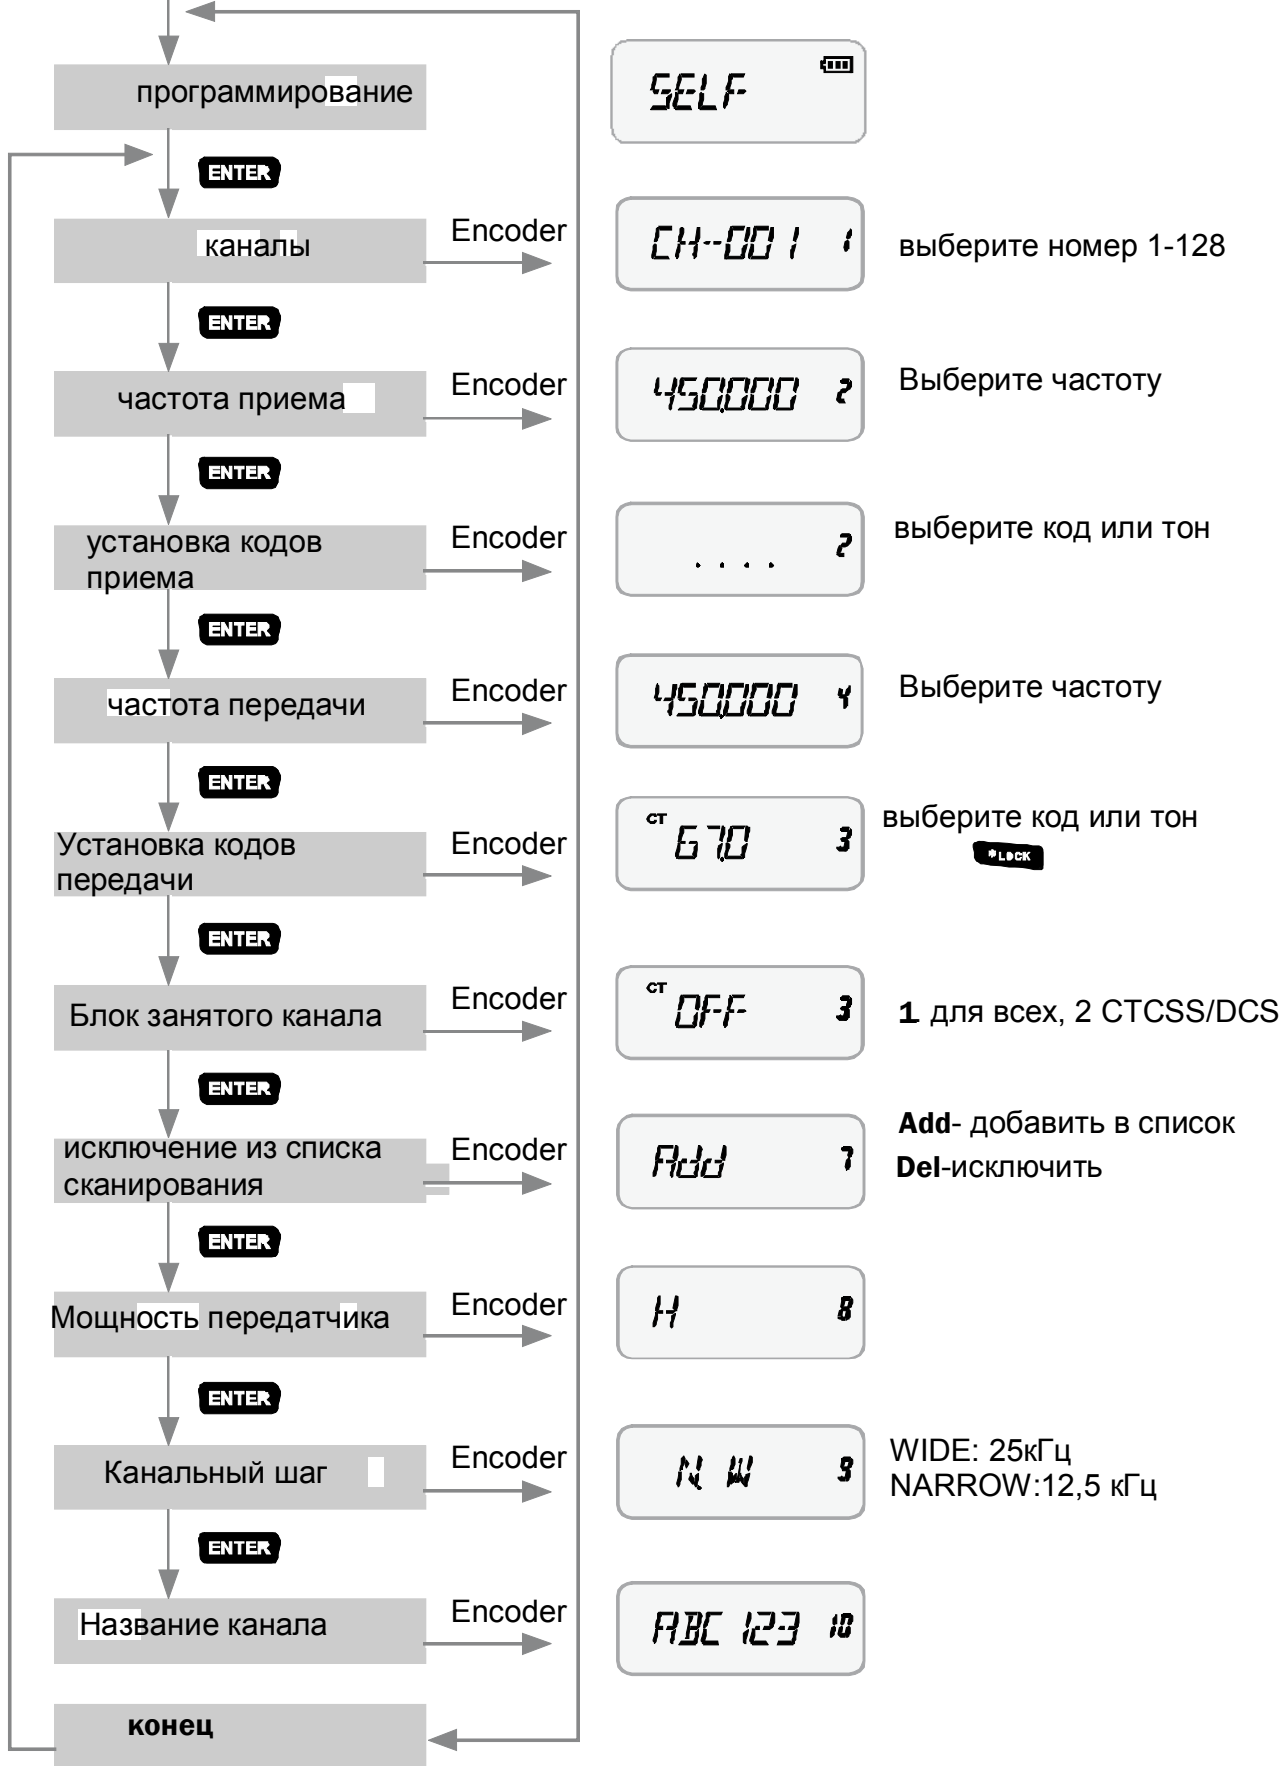 программирование
SELF
ENTER
каналы
Encoder
CH--001 1
выберите номер 1-128
ENTER
частота приема
Encoder
450.000 2
Выберите частоту
ENTER
установка кодов
приема
Encoder
.... 2
выберите код или тон
ENTER
частота передачи
Encoder
450.000 4
Выберите частоту
ENTER
Установка кодов
передачи
Encoder
CT 67.0 3
выберите код или тон
*LOCK
ENTER
Блок занятого канала
Encoder
CT OFF 3
1 для всех, 2 CTCSS/DCS
ENTER
исключение из списка
сканирования
Encoder
Add 7
Add- добавить в список
Del-исключить
ENTER
Мощность передатчика
Encoder
H 8
ENTER
Канальный шаг
Encoder
N W 9
WIDE: 25кГц
NARROW:12,5 кГц
ENTER
Название канала
Encoder
ABC 123 10
конец